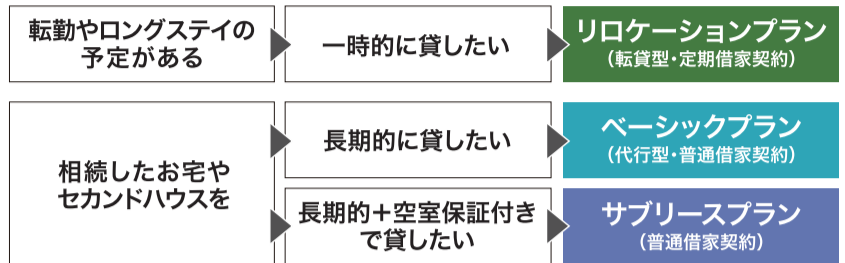 転勤やロングステイの
予定がある
一時的に貸したい
リロケーションプラン
（転貸型・定期借家契約）
相続したお宅や
セカンドハウスを
長期的に貸したい
ベーシックプラン
（代行型・普通借家契約）
長期的＋空室保証付き
で貸したい
サブリースプラン
（普通借家契約）